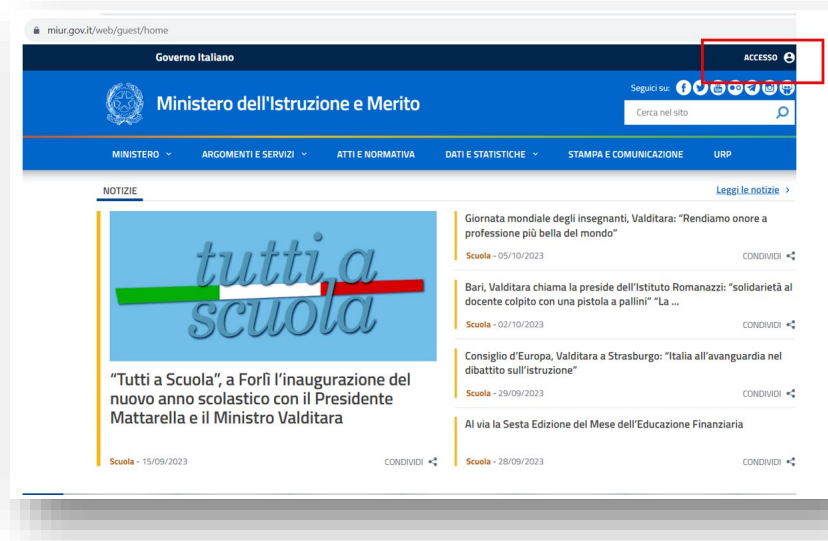 miur.gov.it/web/guest/home
Governo Italiano
ACCESSO
Ministero dell'Istruzione e Merito
Seguici su:
Cerca nel sito
MINISTERO
ARGOMENTI E SERVIZI
ATTI E NORMATIVA
DATI E STATISTICHE
STAMPA E COMUNICAZIONE
URP
NOTIZIE
Leggi le notizie
tutti a
scuola
"Tutti a Scuola”, a Forlì l’inaugurazione del
nuovo anno scolastico con il Presidente
Mattarella e il Ministro Valditara
Scuola - 15/09/2023
CONDIVIDI
Giornata mondiale degli insegnanti, Valditara: “Rendiamo onore a
professione più bella del mondo”
Scuola - 05/10/2023
CONDIVIDI
Bari, Valditara chiama la preside dell’Istituto Romanazzi: “solidarietà al
docente colpito con una pistola a pallini” “La ...
Scuola - 02/10/2023
CONDIVIDI
Consiglio d’Europa, Valditara a Strasburgo: “Italia all’avanguardia nel
dibattito sull’istruzione”
Scuola - 29/09/2023
CONDIVIDI
Al via la Sesta Edizione del Mese dell’Educazione Finanziaria
Scuola - 28/09/2023
CONDIVIDI